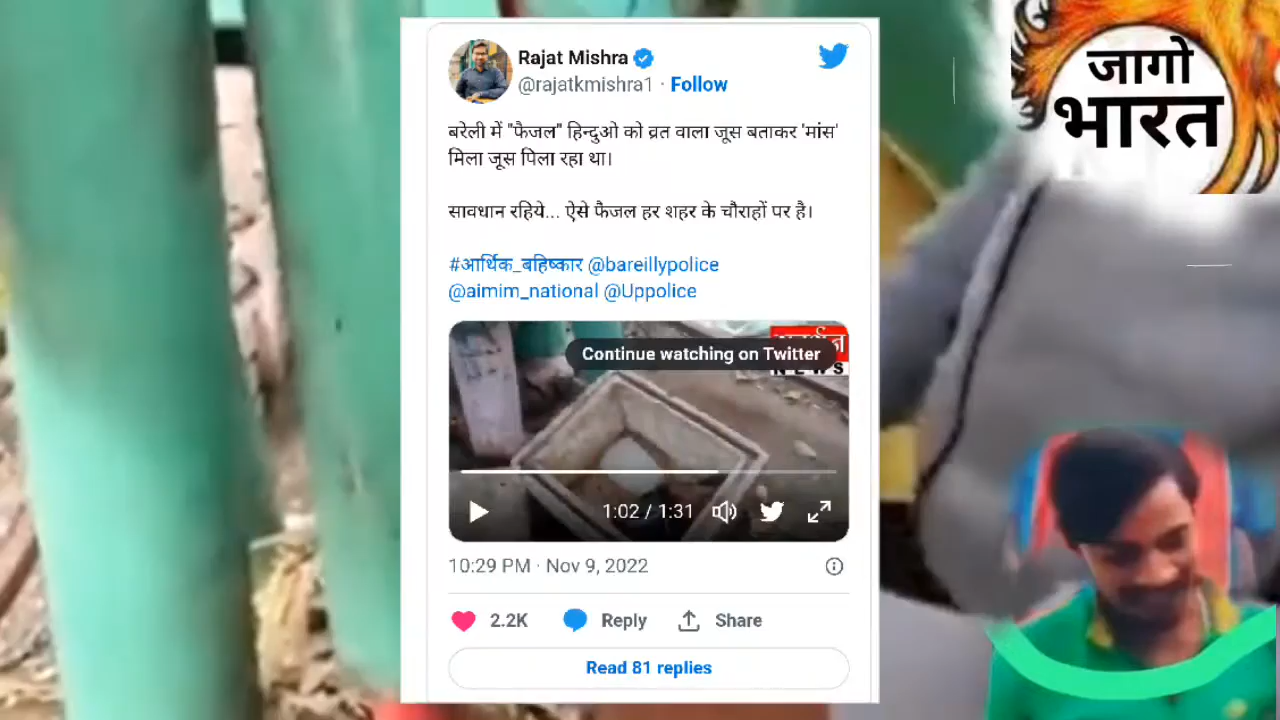 Rajat Mishra
@rajatkmishra1 · Follow
बरेली में "फैजल" हिन्दुओ को व्रत वाला जूस बताकर 'मांस'
मिला जूस पिला रहा था।
सावधान रहिये... ऐसे फैजल हर शहर के चौराहों पर है।
#आर्थिक_बहिष्कार @bareillypolice
@aimim_national @Uppolice
Continue watching on Twitter
NEWS
1:02 / 1:31
10:29 PM · Nov 9, 2022
2.2K
Reply
Share
Read 81 replies
जागो
भारत